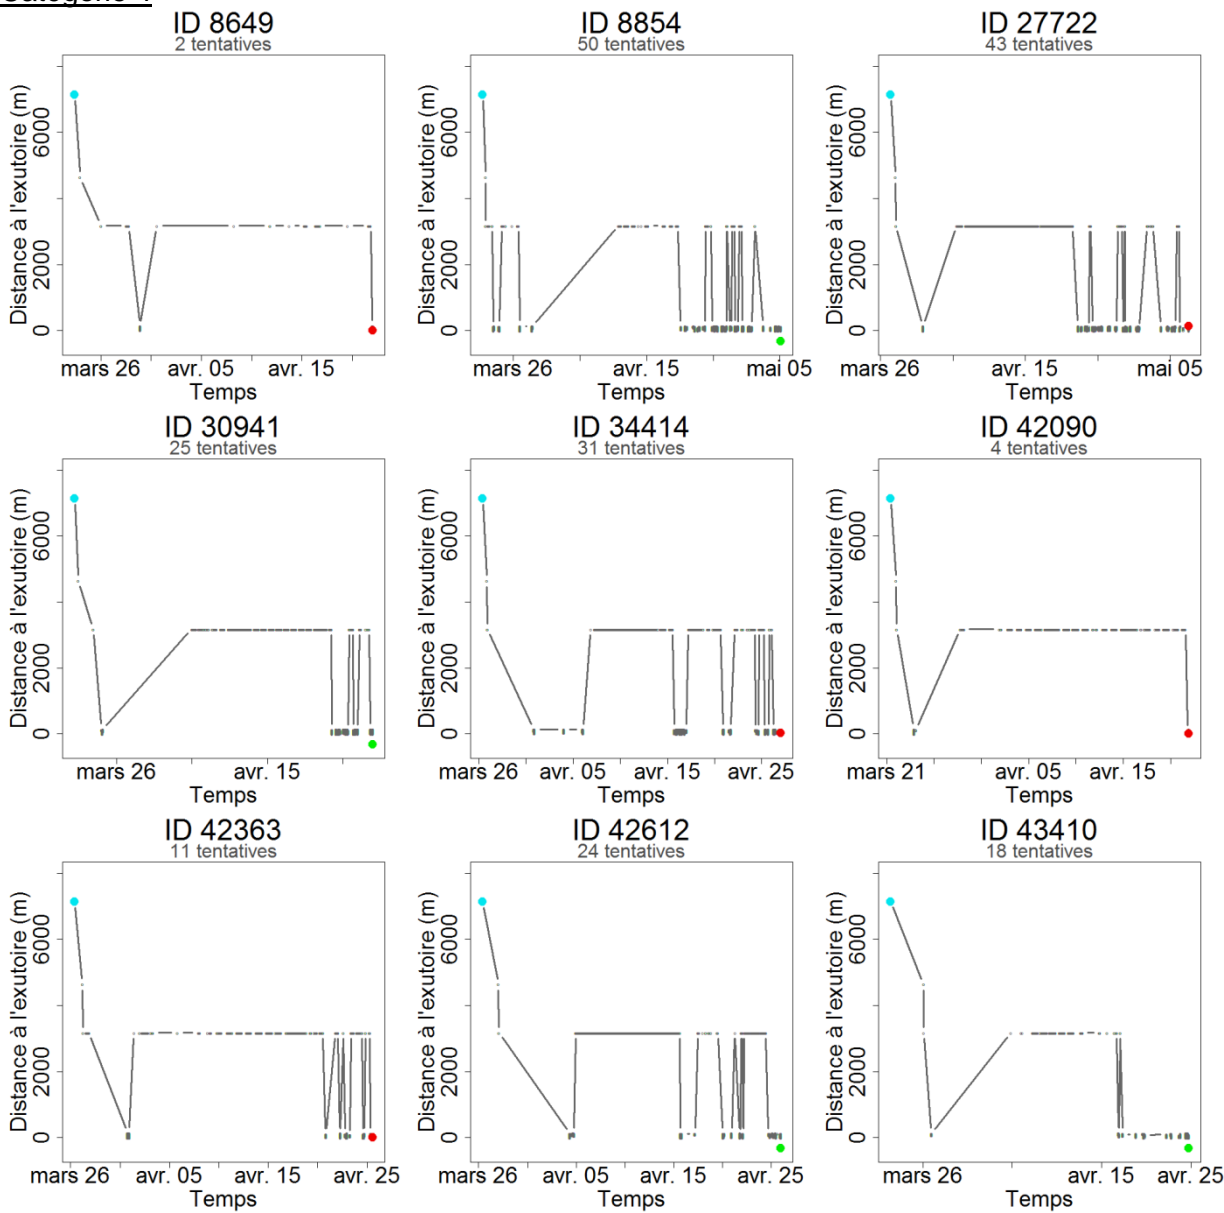 ID 8649
2 tentatives
Distance à l'exutoire (m)
6000
2000
0
mars 26 avr. 05 avr. 15
Temps
ID 8854
50 tentatives
Distance à l'exutoire (m)
6000
2000
0
mars 26 avr. 15 mai 05
Temps
ID 27722
43 tentatives
Distance à l'exutoire (m)
6000
2000
0
mars 26 avr. 15 mai 05
Temps
ID 30941
25 tentatives
Distance à l'exutoire (m)
6000
2000
0
mars 26 avr. 15
Temps
ID 34414
31 tentatives
Distance à l'exutoire (m)
6000
2000
0
mars 26 avr. 05 avr. 15 avr. 25
Temps
ID 42090
4 tentatives
Distance à l'exutoire (m)
6000
2000
0
mars 21 avr. 05 avr. 15
Temps
ID 42363
11 tentatives
Distance à l'exutoire (m)
6000
2000
0
mars 26 avr. 05 avr. 15 avr. 25
Temps
ID 42612
24 tentatives
Distance à l'exutoire (m)
6000
2000
0
mars 26 avr. 05 avr. 15 avr. 25
Temps
ID 43410
18 tentatives
Distance à l'exutoire (m)
6000
2000
0
mars 26 avr. 15 avr. 25
Temps